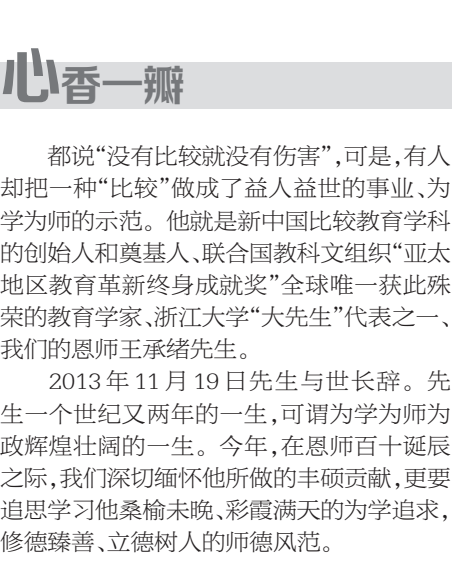 心香一瓣
都说“没有比较就没有伤害”,可是,有人
却把一种“比较”做成了益人益世的事业、为
学为师的示范。他就是新中国比较教育学科
的创始人和奠基人、联合国教科文组织“亚太
地区教育革新终身成就奖”全球唯一获此殊
荣的教育学家、浙江大学“大先生”代表之一、
我们的恩师王承绪先生。
2013年11月19日先生与世长辞。先
生一个世纪又两年的一生,可谓为学为师为
政辉煌壮阔的一生。今年,在恩师百十诞辰
之际,我们深切缅怀他所做的丰硕贡献,更要
追思学习他桑榆未晚、彩霞满天的为学追求,
修德臻善、立德树人的师德风范。